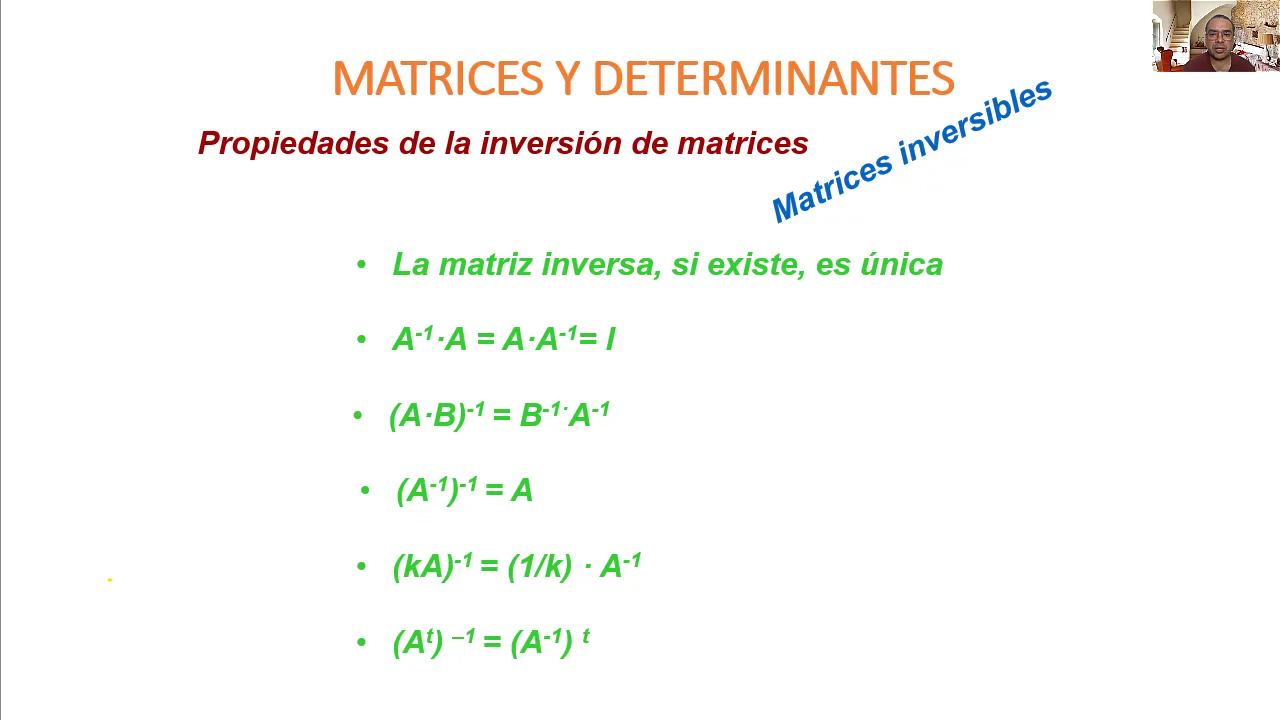 MATRICES Y DETERMINANTES
Propiedades de la inversión de matrices
Matrices inversibles
• La matriz inversa, si existe, es única
• A⁻¹·A = A·A⁻¹= I
• (A·B)⁻¹ = B⁻¹˙A⁻¹
• (A⁻¹)⁻¹ = A
• (kA)⁻¹ = (1/k) · A⁻¹
• (Aᵗ) ⁻¹ = (A⁻¹) ᵗ